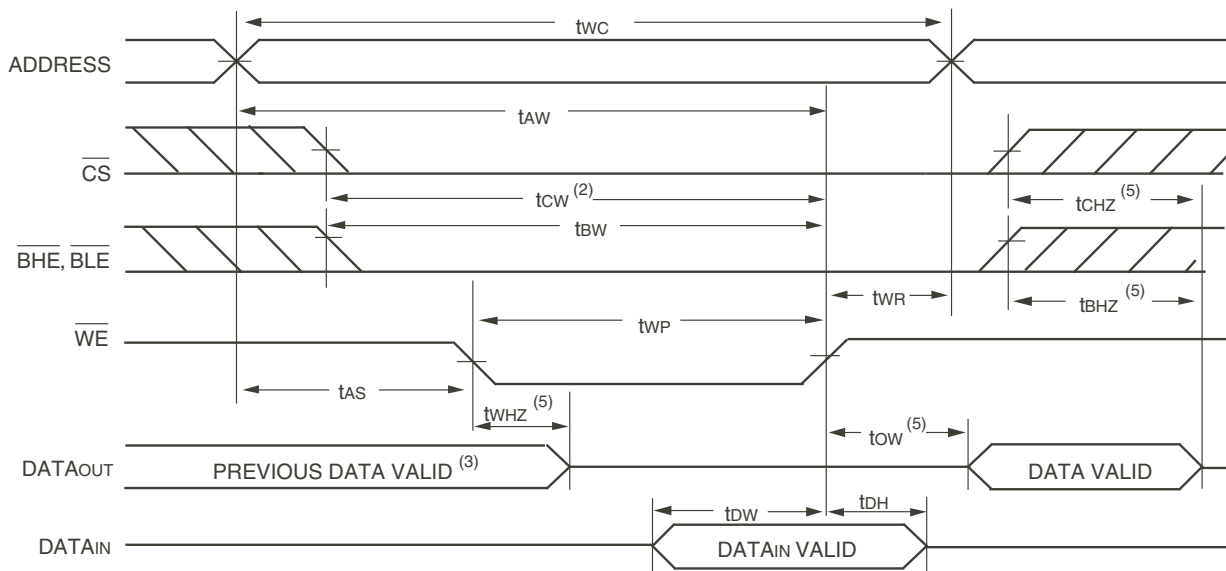 tWC
ADDRESS
tAW
CS
tCW (2)
tCHZ (5)
tBW
BHE, BLE
tWR
tBHZ (5)
tWP
WE
tAS
tWHZ (5)
tOW (5)
DATAOUT
PREVIOUS DATA VALID (3)
DATA VALID
tDW
tDH
DATAIN
DATAIN VALID